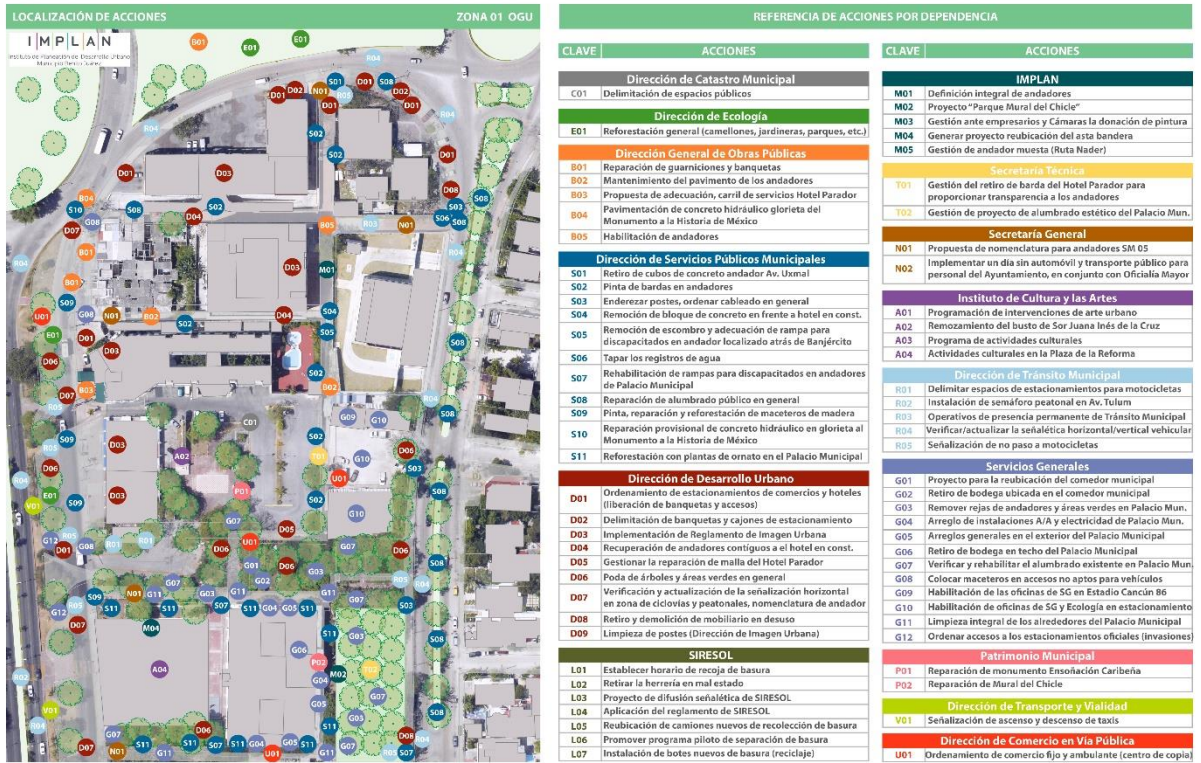 LOCALIZACIÓN DE ACCIONES
ZONA 01 OGU
IMPLAN
Instituto de Planeación de Desarrollo Urbano
Municipio Benito Juárez
REFERENCIA DE ACCIONES POR DEPENDENCIA
CLAVE ACCIONES
Dirección de Catastro Municipal
C01 Delimitación de espacios públicos
Dirección de Ecología
E01 Reforestación general (camellones, jardineras, parques, etc.)
Dirección General de Obras Públicas
B01 Reparación de guarniciones y banquetas
B02 Mantenimiento del pavimento de los andadores
B03 Propuesta de adecuación, carril de servicios Hotel Parador
B04 Pavimentación de concreto hidráulico glorieta del
Monumento a la Historia de México
B05 Habilitación de andadores
Dirección de Servicios Públicos Municipales
S01 Retiro de cubos de concreto andador Av. Uxmal
S02 Pinta de bardas en andadores
S03 Enderezar postes, ordenar cableado en general
S04 Remoción de bloque de concreto en frente a hotel en const.
S05 Remoción de escombro y adecuación de rampa para
discapacitados en andador localizado atrás de Banjército
S06 Tapar los registros de agua
S07 Rehabilitación de rampas para discapacitados en andadores
de Palacio Municipal
S08 Reparación de alumbrado público en general
S09 Pinta, reparación y reforestación de maceteros de madera
S10 Reparación provisional de concreto hidráulico en glorieta al
Monumento a la Historia de México
S11 Reforestación con plantas de ornato en el Palacio Municipal
Dirección de Desarrollo Urbano
D01 Ordenamiento de estacionamientos de comercios y hoteles
(liberación de banquetas y accesos)
D02 Delimitación de banquetas y cajones de estacionamiento
D03 Implementación de Reglamento de Imagen Urbana
D04 Recuperación de andadores contíguos a el hotel en const.
D05 Gestionar la reparación de malla del Hotel Parador
D06 Poda de árboles y áreas verdes en general
D07 Verificación y actualización de la señalización horizontal
en zona de ciclovías y peatonales, nomenclatura de andador
D08 Retiro y demolición de mobiliario en desuso
D09 Limpieza de postes (Dirección de Imagen Urbana)
SIRESOL
L01 Establecer horario de recoja de basura
L02 Retirar la herrería en mal estado
L03 Proyecto de difusión señalética de SIRESOL
L04 Aplicación del reglamento de SIRESOL
L05 Reubicación de camiones nuevos de recolección de basura
L06 Promover programa piloto de separación de basura
L07 Instalación de botes nuevos de basura (reciclaje)
CLAVE ACCIONES
IMPLAN
M01 Definición integral de andadores
M02 Proyecto "Parque Mural del Chicle"
M03 Gestión ante empresarios y Cámaras la donación de pintura
M04 Generar proyecto reubicación del asta bandera
M05 Gestión de andador muesta (Ruta Nader)
Secretaría Técnica
T01 Gestión del retiro de barda del Hotel Parador para
proporcionar transparencia a los andadores
T02 Gestión de proyecto de alumbrado estético del Palacio Mun.
Secretaría General
N01 Propuesta de nomenclatura para andadores SM 05
N02 Implementar un día sin automóvil y transporte público para
personal del Ayuntamiento, en conjunto con Oficialía Mayor
Instituto de Cultura y las Artes
A01 Programación de intervenciones de arte urbano
A02 Remozamiento del busto de Sor Juana Inés de la Cruz
A03 Programa de actividades culturales
A04 Actividades culturales en la Plaza de la Reforma
Dirección de Tránsito Municipal
R01 Delimitar espacios de estacionamientos para motocicletas
R02 Instalación de semáforo peatonal en Av. Tulum
R03 Operativos de presencia permanente de Tránsito Municipal
R04 Verificar/actualizar la señalética horizontal/vertical vehicular
R05 Señalización de no paso a motocicletas
Servicios Generales
G01 Proyecto para la reubicación del comedor municipal
G02 Retiro de bodega ubicada en el comedor municipal
G03 Remover rejas de andadores y áreas verdes en Palacio Mun.
G04 Arreglo de instalaciones A/A y electricidad de Palacio Mun.
G05 Arreglos generales en el exterior del Palacio Municipal
G06 Retiro de bodega en techo del Palacio Municipal
G07 Verificar y rehabilitar el alumbrado existente en Palacio Mun.
G08 Colocar maceteros en accesos no aptos para vehículos
G09 Habilitación de las oficinas de SG en Estadio Cancún 86
G10 Habilitación de oficinas de SG y Ecología en estacionamiento
G11 Limpieza integral de los alrededores del Palacio Municipal
G12 Ordenar accesos a los estacionamientos oficiales (invasiones)
Patrimonio Municipal
P01 Reparación de monumento Ensoñación Caribeña
P02 Reparación de Mural del Chicle
Dirección de Transporte y Vialidad
V01 Señalización de ascenso y descenso de taxis
Dirección de Comercio en Vía Pública
U01 Ordenamiento de comercio fijo y ambulante (centro de copia)